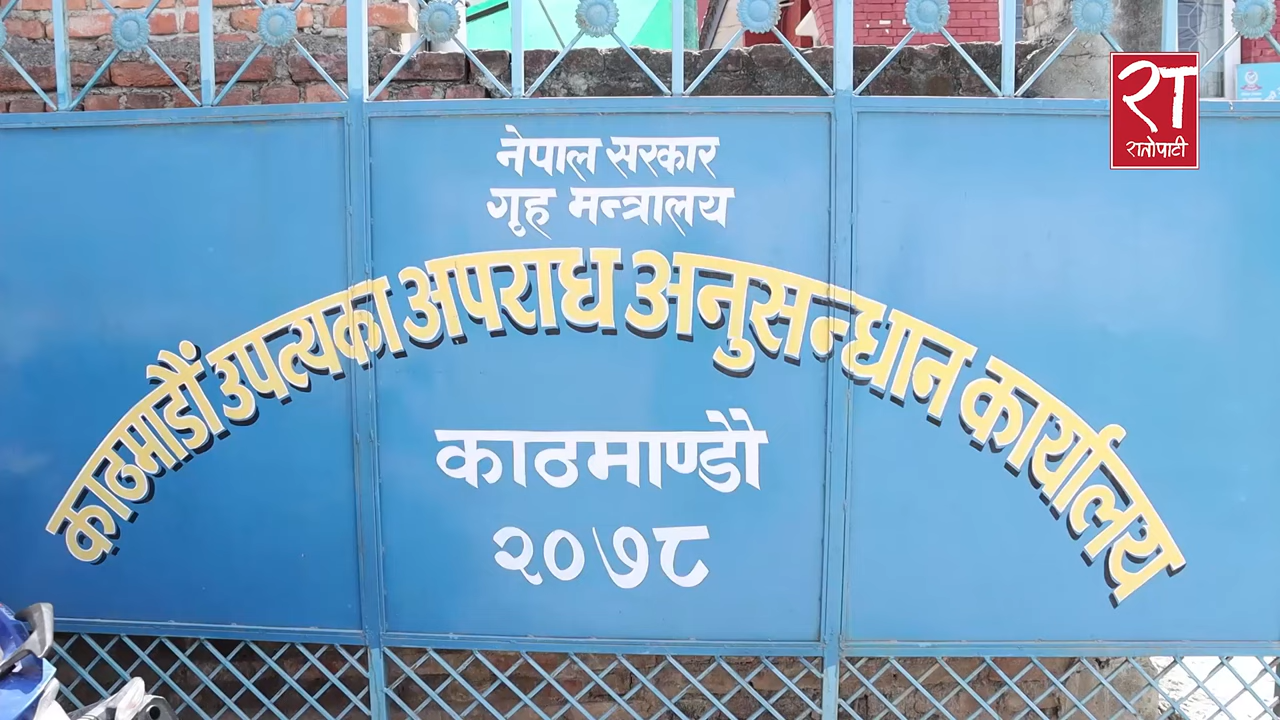 रा
रातोपाटी
नेपाल सरकार
गृह मन्त्रालय
काठमाडौं उपत्यका अपराध अनुसन्धान कार्यालय
काठमाण्डौ
२०७८